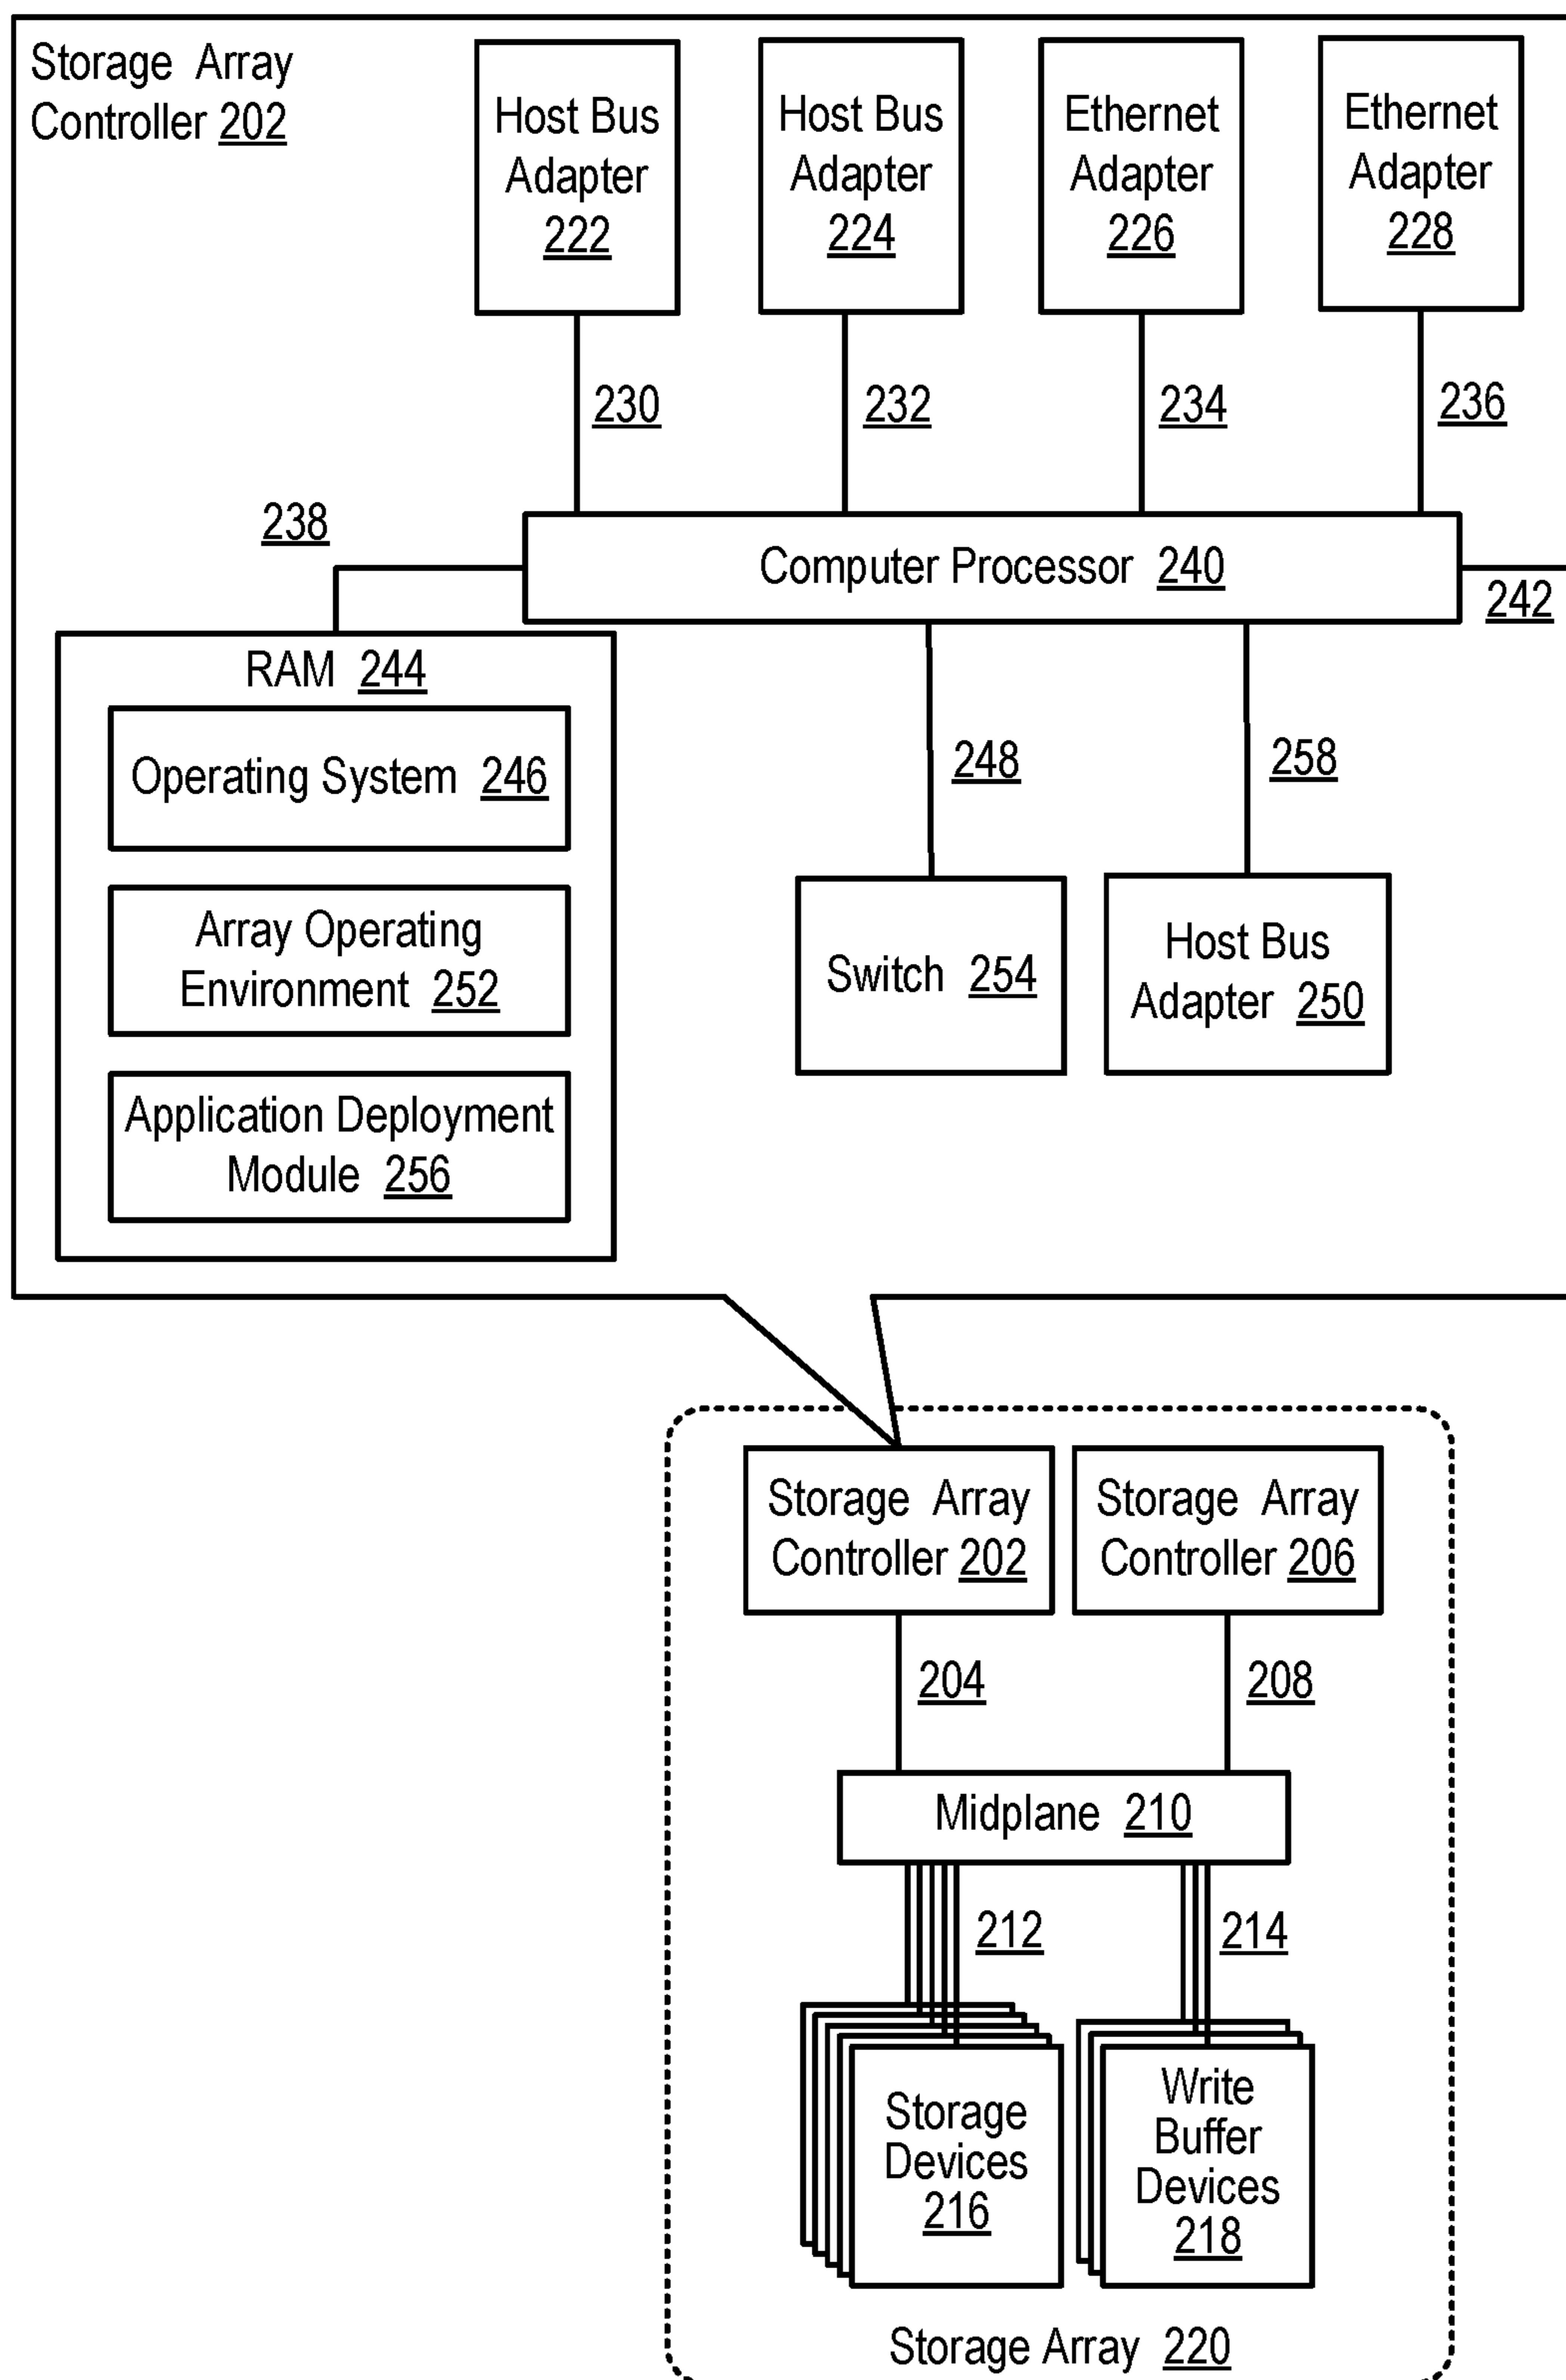 Storage Array
Controller 202
Host Bus
Adapter
222
Host Bus
Adapter
224
Ethernet
Adapter
226
Ethernet
Adapter
228
230
232
234
236
238
Computer Processor 240
242
RAM 244
Operating System 246
Array Operating
Environment 252
Application Deployment
Module 256
248
258
Switch 254
Host Bus
Adapter 250
Storage Array
Controller 202
Storage Array
Controller 206
204
208
Midplane 210
212
214
Storage
Devices
216
Write
Buffer
Devices
218
Storage Array 220